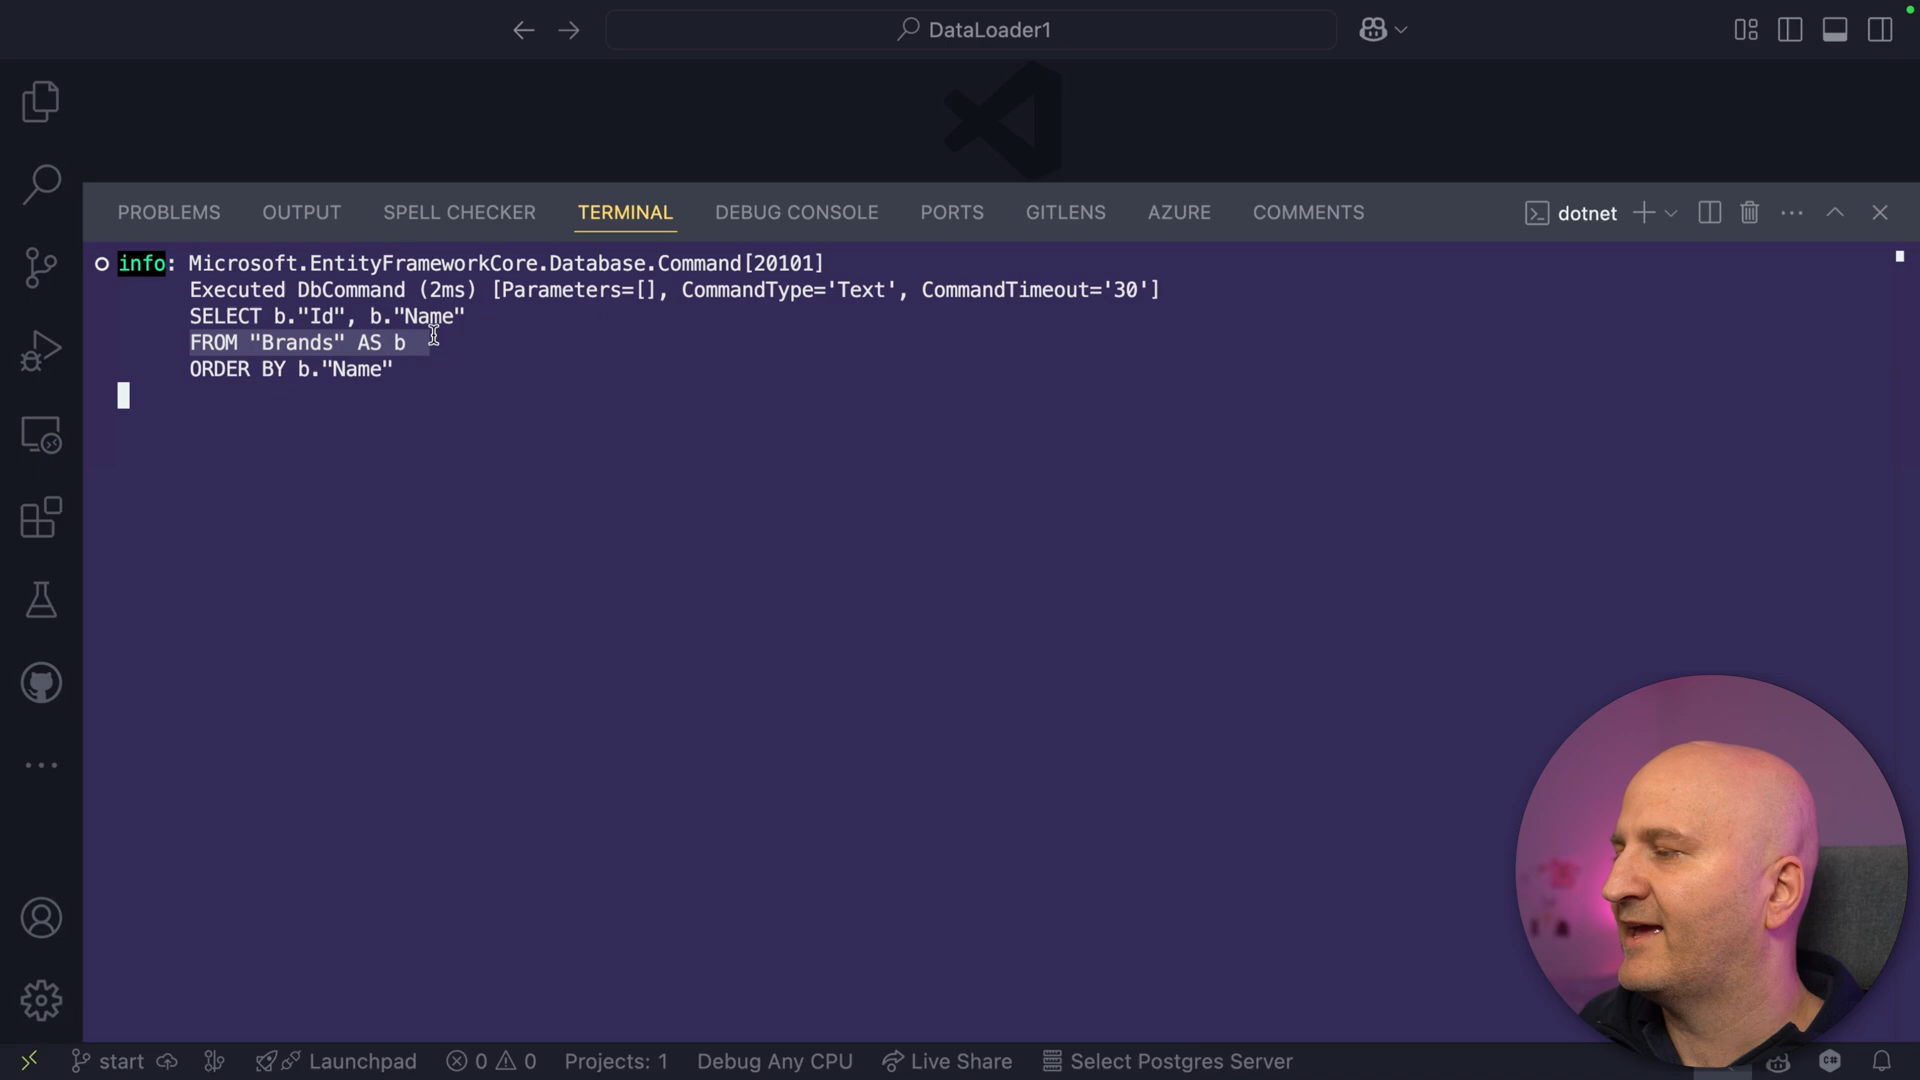 DataLoader1
PROBLEMS OUTPUT SPELL CHECKER TERMINAL DEBUG CONSOLE PORTS GITLENS AZURE COMMENTS dotnet
info: Microsoft.EntityFrameworkCore.Database.Command[20101]
Executed DbCommand (2ms) [Parameters=[], CommandType='Text', CommandTimeout='30']
SELECT b."Id", b."Name"
FROM "Brands" AS b
ORDER BY b."Name"
start Launchpad 0 0 Projects: 1 Debug Any CPU Live Share Select Postgres Server